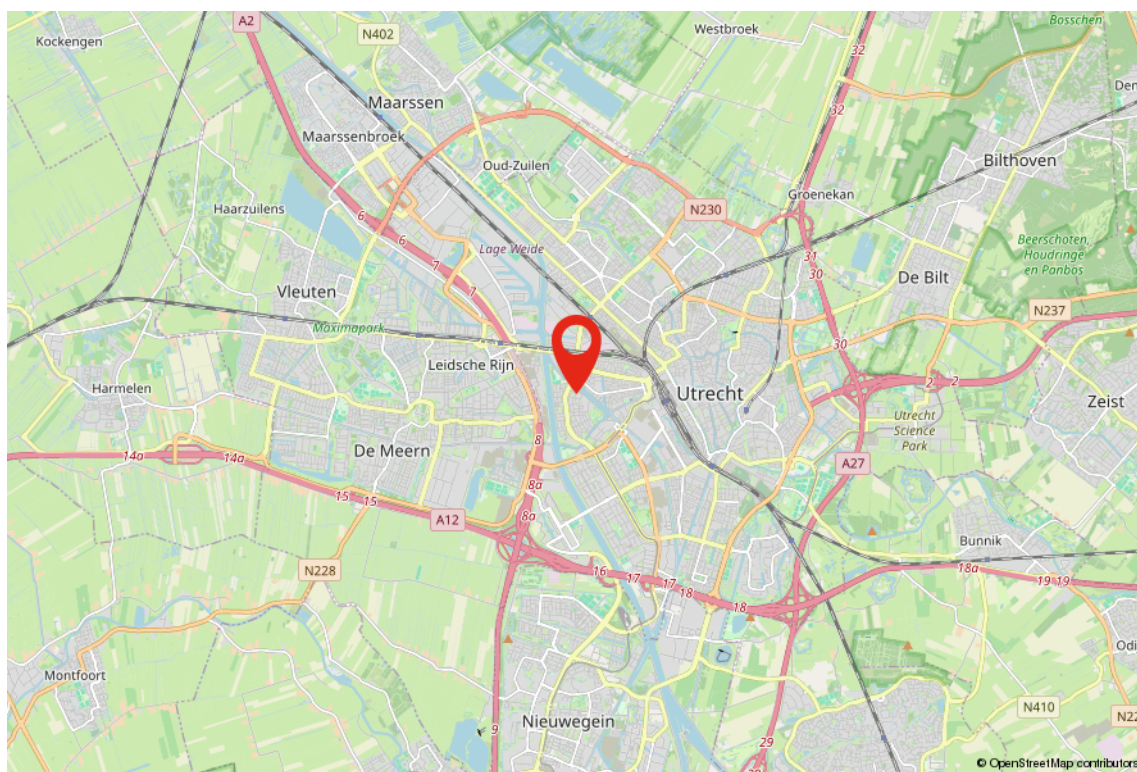 A2
Kockengen
N402
Westbroek
Bosschen
32
32
Maarssen
Maarssenbroek
Oud-Zuilen
Bilthoven
Groenekan
N230
Haarzuilens
6
6
7
7
Lage Weide
31
30
Beerschoten,
Houdringe
en Panbos
De Bilt
Vleuten
N237
Máximapark
30
Leidsche Rijn
Harmelen
Utrecht
2
2
Zeist
Utrecht
Science
Park
De Meern
8
14a
14a
A27
15
15
8a
8a
A12
Bunnik
N228
16
17
17
18
18
18a
19
19
Montfoort
Odi
Nieuwegein
9
N410
N22
29
28
© OpenStreetMap contributors